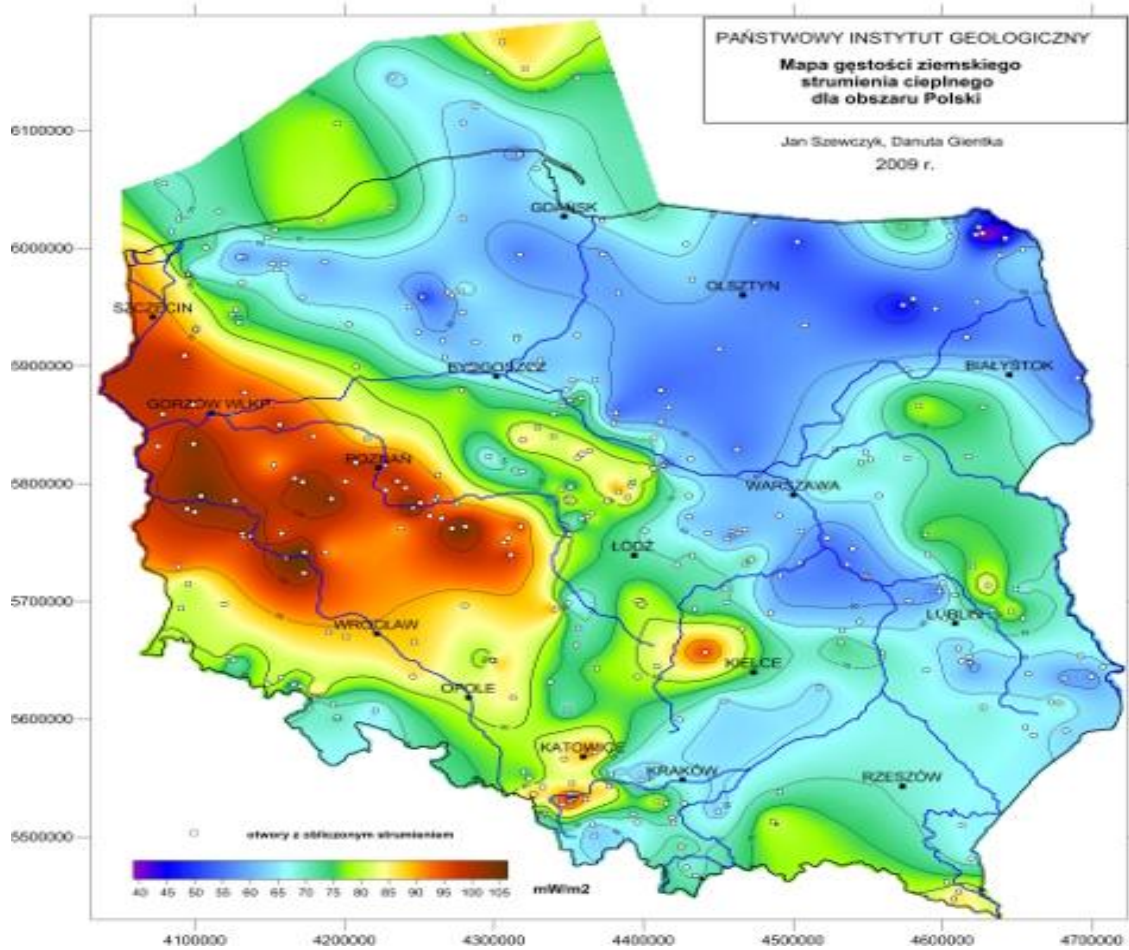 PAŃSTWOWY INSTYTUT GEOLOGICZNY
Mapa gęstości ziemskiego
strumienia cieplnego
dla obszaru Polski
Jan Szewczyk, Danuta Gientka
2009 r.
6100000
GDAŃSK
6000000
OLSZTYN
SZCZECIN
5900000
BYDGOSZCZ
BIAŁYSTOK
GORZÓW WLKP.
POZNAŃ
5800000
WARSZAWA
ŁÓDŹ
5700000
LUBLIN
WROCŁAW
KIELCE
OPOLE
5600000
KATOWICE
KRAKÓW
RZESZÓW
5500000
otwory z obliczonym strumieniem
40 45 50 55 60 65 70 75 80 85 90 95 100 105
mW/m2
4100000 4200000 4300000 4400000 4500000 4600000 4700000